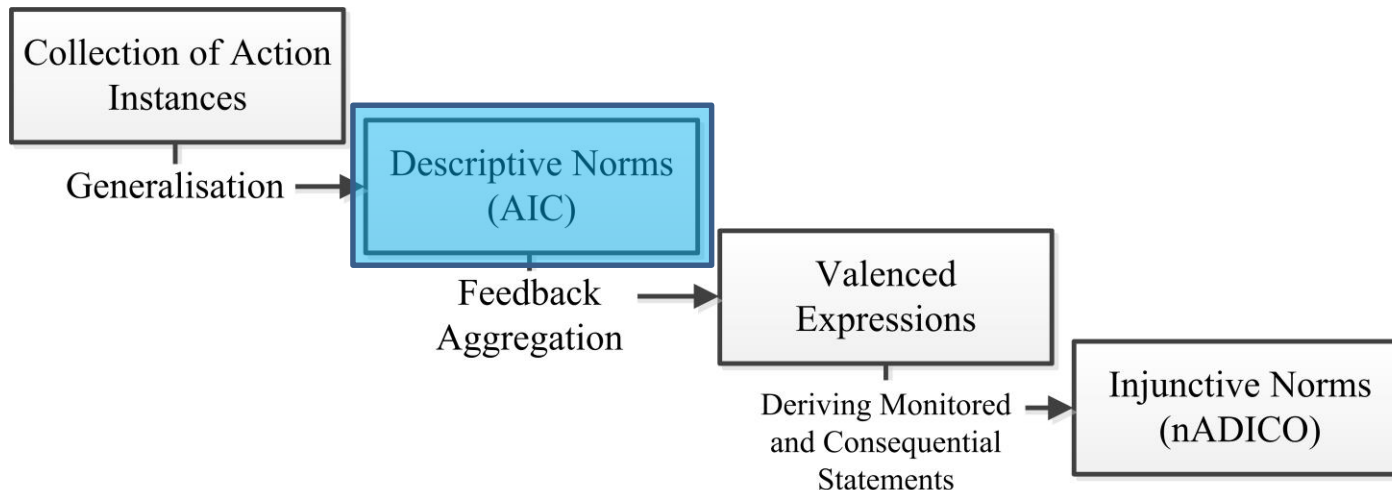 Collection of Action
Instances
Generalisation
Descriptive Norms
(AIC)
Feedback
Aggregation
Valenced
Expressions
Deriving Monitored
and Consequential
Statements
Injunctive Norms
(nADICO)